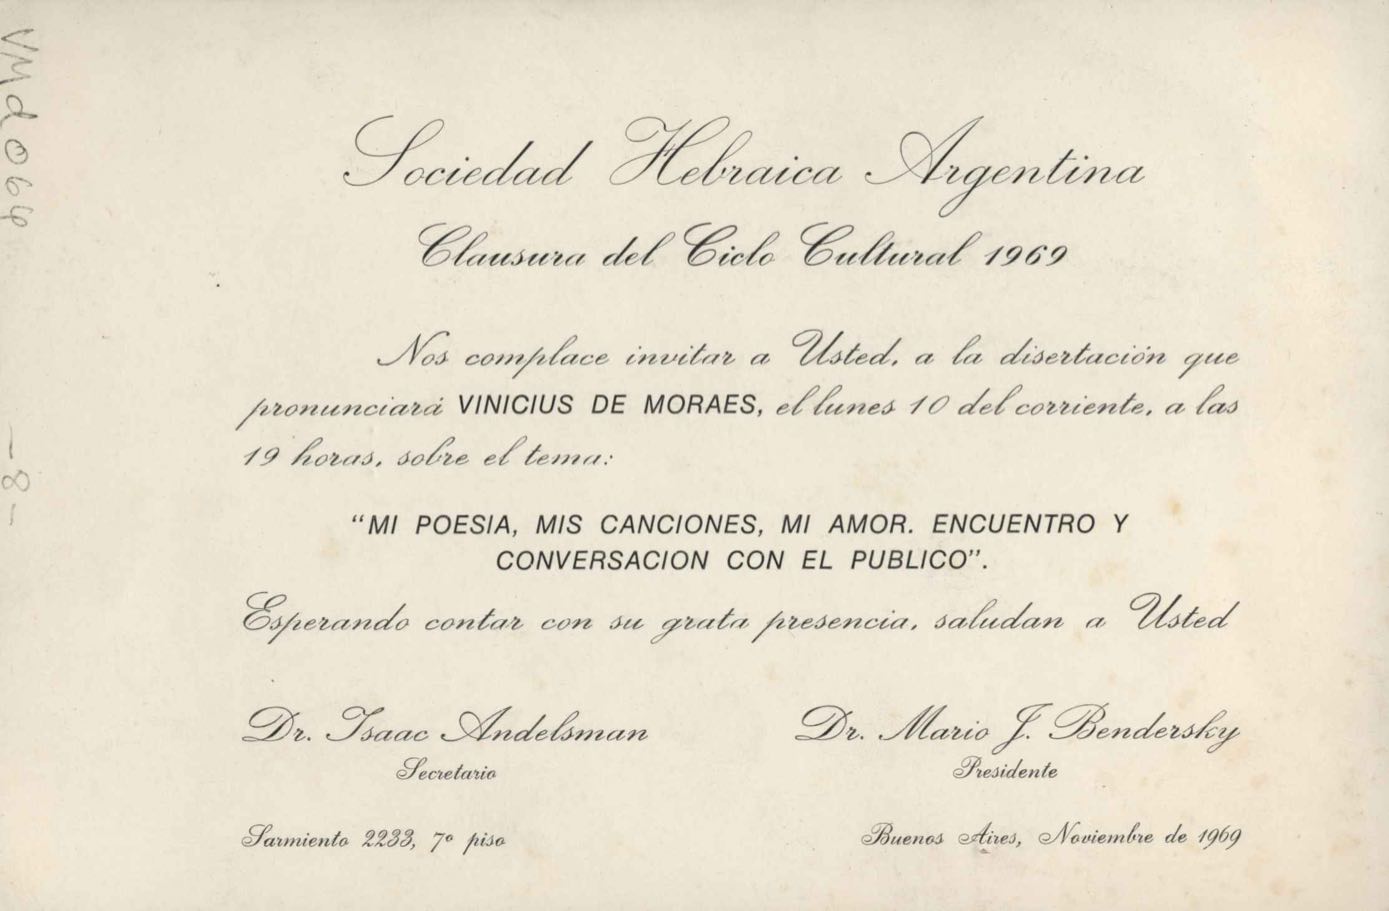 Sociedad Hebraica Argentina
Clausura del Ciclo Cultural 1969
Nos complace invitar a Usted, a la disertación que
pronunciará VINICIUS DE MORAES, el lunes 10 del corriente, a las
19 horas, sobre el tema:
"MI POESIA, MIS CANCIONES, MI AMOR. ENCUENTRO Y
CONVERSACION CON EL PUBLICO".
Esperando contar con su grata presencia, saludan a Usted
Dr. Isaac Andelsman
Secretario
Dr. Mario J. Bendersky
Presidente
Sarmiento 2233, 7º piso
Buenos Aires, Noviembre de 1969
VMd 064
-8-